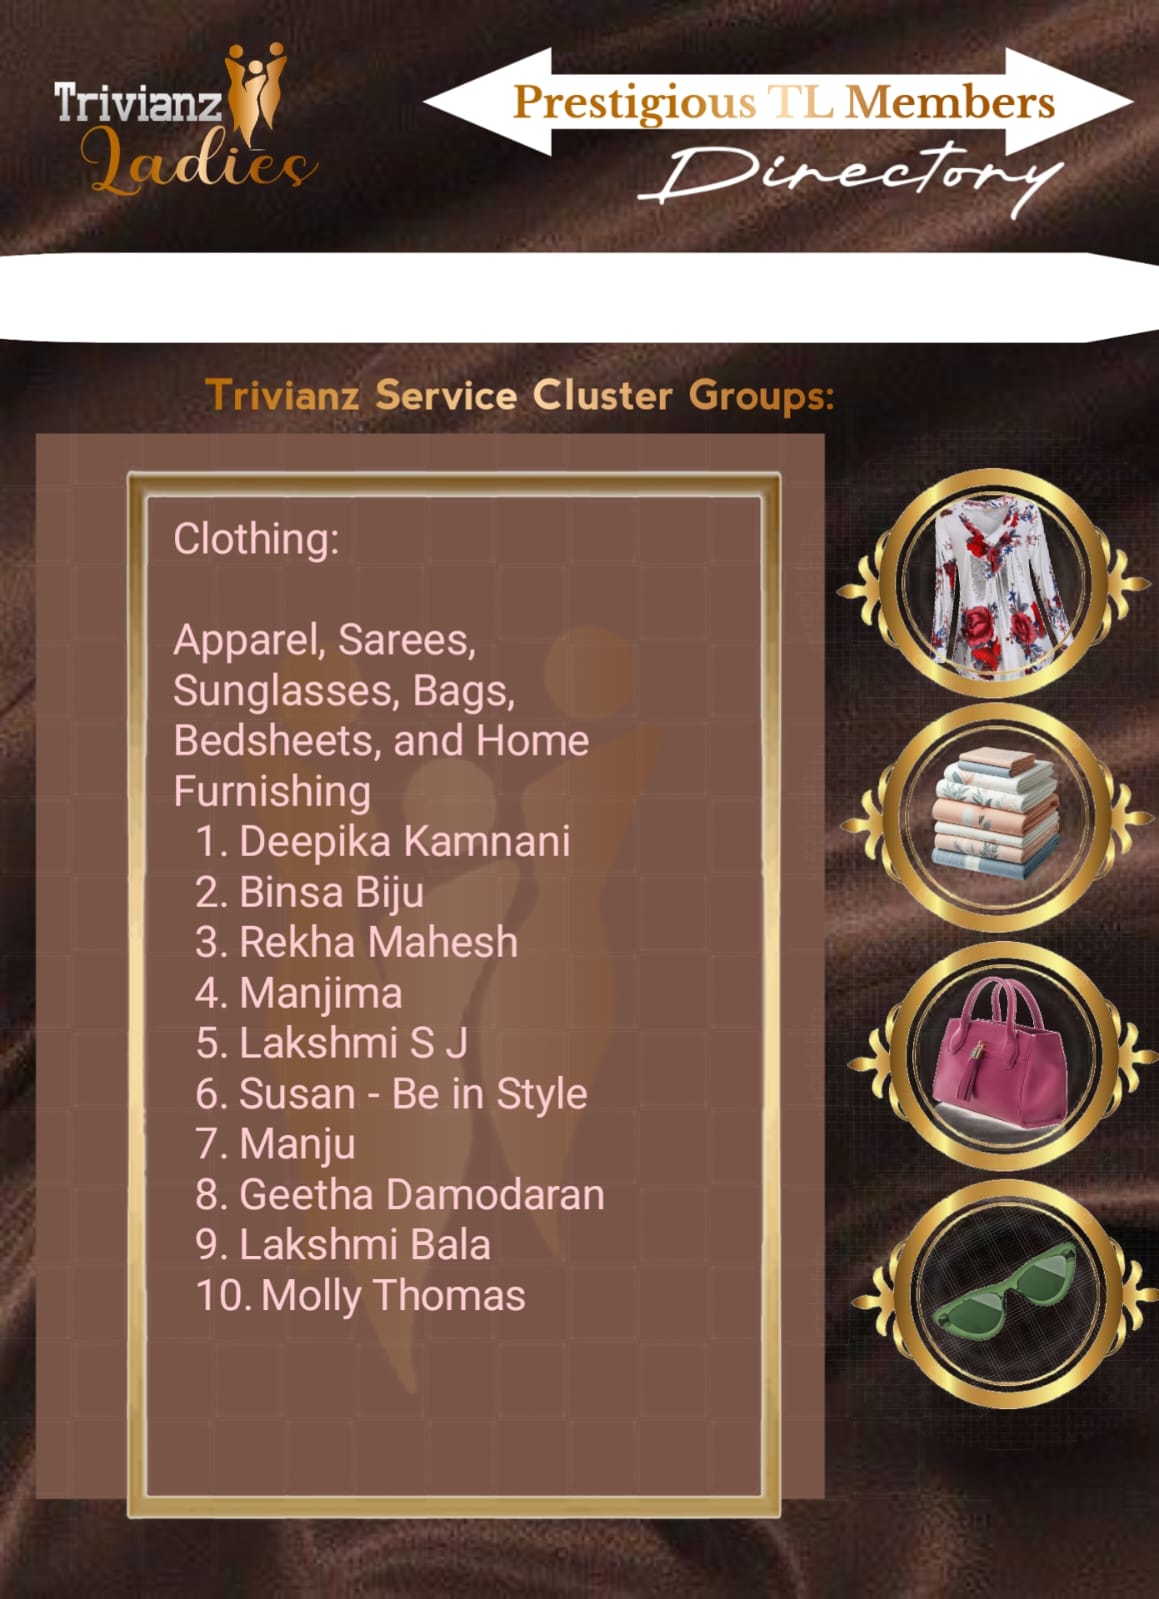 Trivianz
Ladies
Prestigious TL Members
Directory
Trivianz Service Cluster Groups:
Clothing:
Apparel, Sarees,
Sunglasses, Bags,
Bedsheets, and Home
Furnishing
1. Deepika Kamnani
2. Binsa Biju
3. Rekha Mahesh
4. Manjima
5. Lakshmi S J
6. Susan - Be in Style
7. Manju
8. Geetha Damodaran
9. Lakshmi Bala
10. Molly Thomas